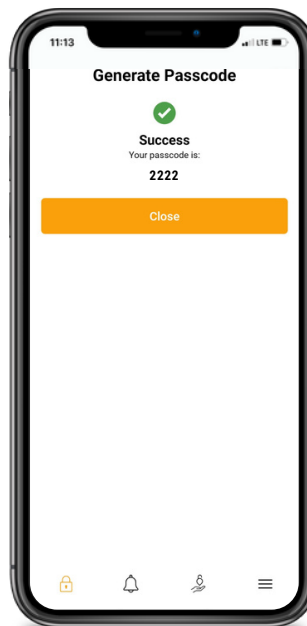 11:13
LTE
Generate Passcode
Success
Your passcode is:
2222
Close